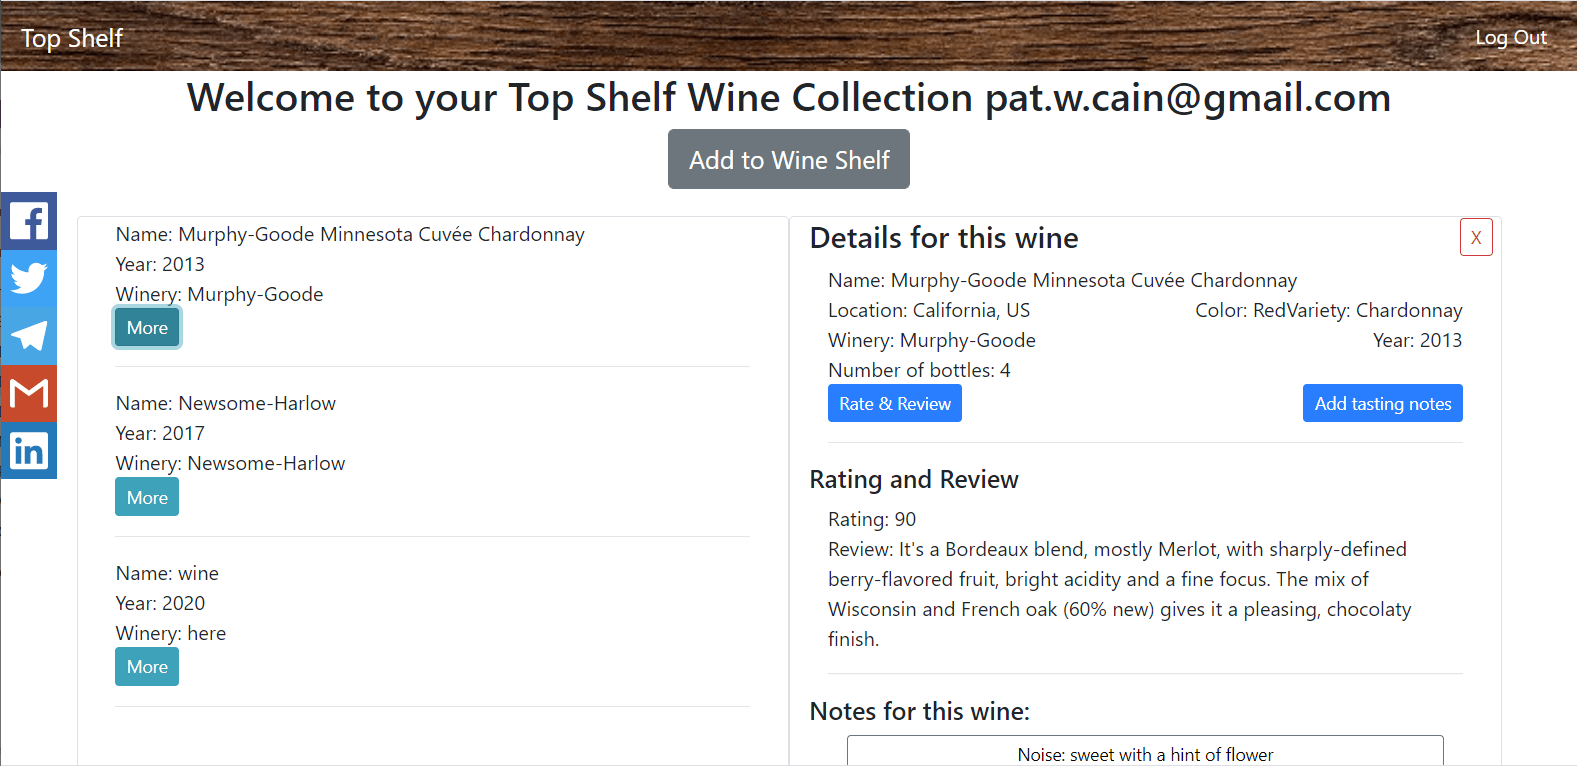 Top Shelf
Log Out
Welcome to your Top Shelf Wine Collection pat.w.cain@gmail.com
Add to Wine Shelf
Name: Murphy-Goode Minnesota Cuvée Chardonnay
Year: 2013
Winery: Murphy-Goode
More
Name: Newsome-Harlow
Year: 2017
Winery: Newsome-Harlow
More
Name: wine
Year: 2020
Winery: here
More
Details for this wine
X
Name: Murphy-Goode Minnesota Cuvée Chardonnay
Location: California, US
Color: RedVariety: Chardonnay
Winery: Murphy-Goode
Year: 2013
Number of bottles: 4
Rate & Review
Add tasting notes
Rating and Review
Rating: 90
Review: It's a Bordeaux blend, mostly Merlot, with sharply-defined
berry-flavored fruit, bright acidity and a fine focus. The mix of
Wisconsin and French oak (60% new) gives it a pleasing, chocolaty
finish.
Notes for this wine:
Noise: sweet with a hint of flower
in